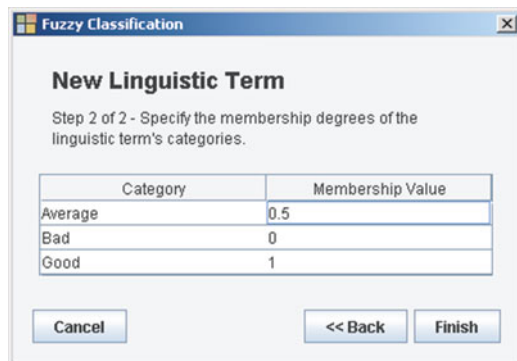 Fuzzy Classification
New Linguistic Term
Step 2 of 2 - Specify the membership degrees of the
linguistic term's categories.
Category Membership Value
Average 0.5
Bad 0
Good 1
Cancel << Back Finish